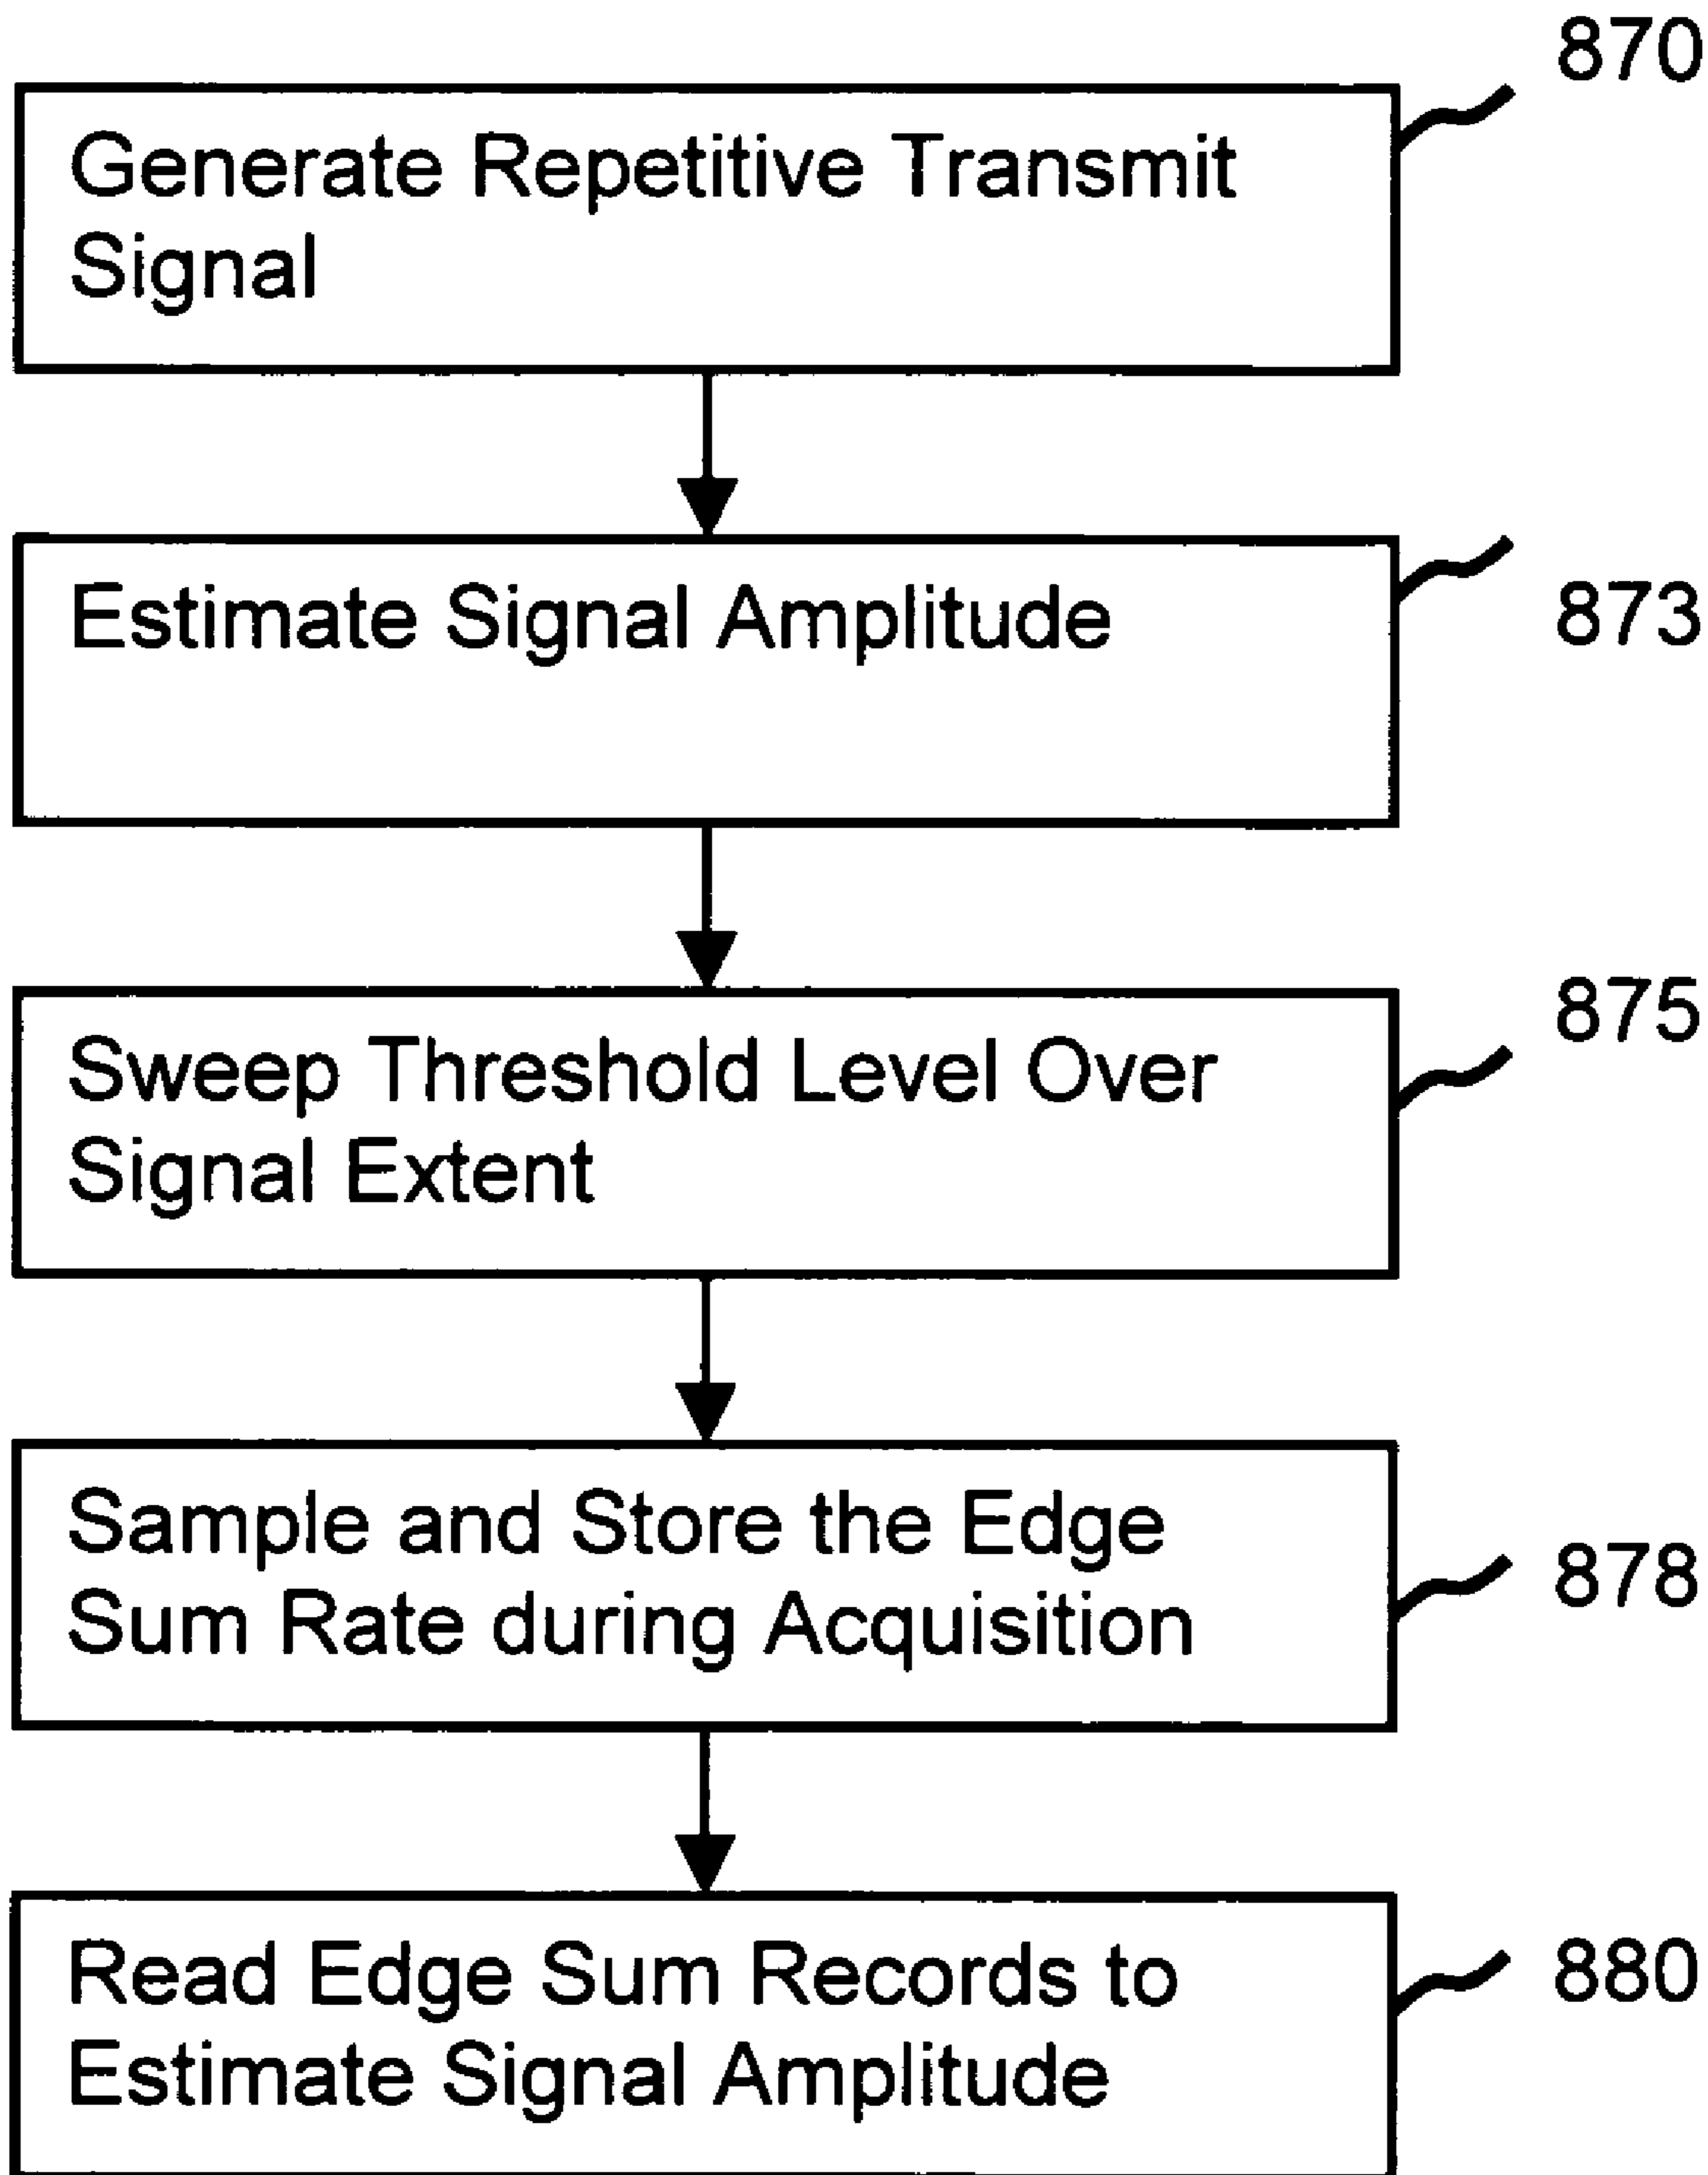 870
Generate Repetitive Transmit
Signal
Estimate Signal Amplitude
873
875
Sweep Threshold Level Over
Signal Extent
Sample and Store the Edge
Sum Rate during Acquisition
878
Read Edge Sum Records to
Estimate Signal Amplitude
880